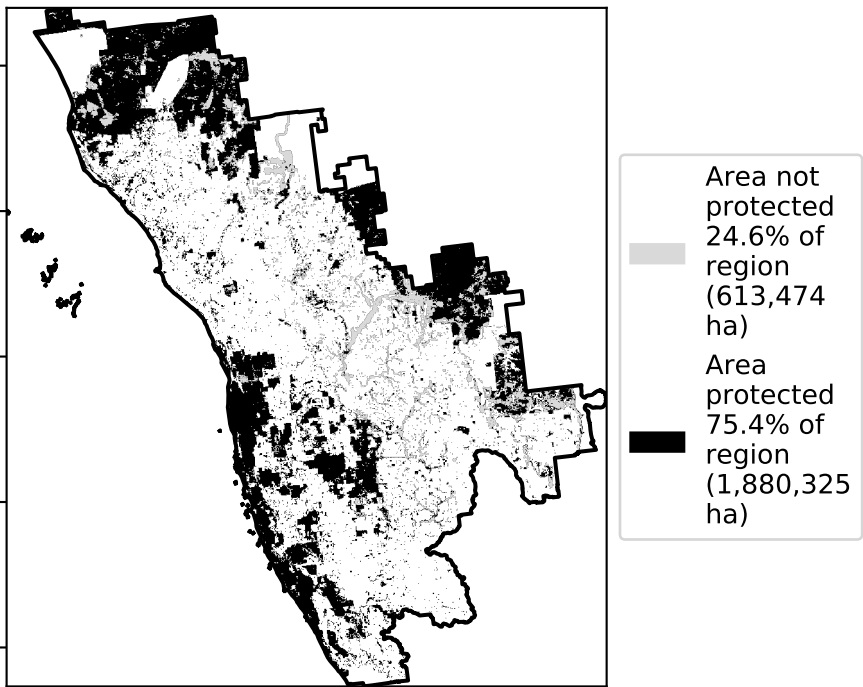 Area not
protected
24.6% of
region
(613,474
ha)
Area
protected
75.4% of
region
(1,880,325
ha)